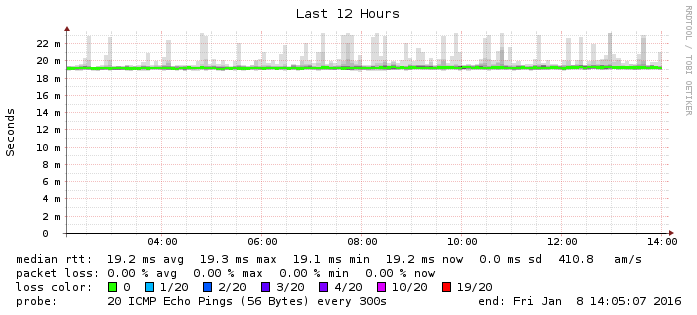 Last 12 Hours
RRDTOOL / TOBI OETIKER
Seconds
22 m
20 m
18 m
16 m
14 m
12 m
10 m
8 m
6 m
4 m
2 m
0
04:00 06:00 08:00 10:00 12:00 14:00
median rtt: 19.2 ms avg 19.3 ms max 19.1 ms min 19.2 ms now 0.0 ms sd 410.8 am/s
packet loss: 0.00 % avg 0.00 % max 0.00 % min 0.00 % now
loss color: 0 1/20 2/20 3/20 4/20 10/20 19/20
probe: 20 ICMP Echo Pings (56 Bytes) every 300s end: Fri Jan 8 14:05:07 2016